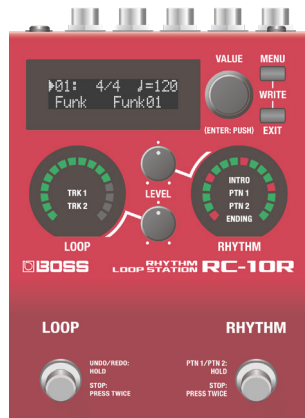 VALUE
MENU
▶01: 4/4 ♩=120
Funk Funk01
WRITE
(ENTER: PUSH)
EXIT
INTRO
TRK 1
LEVEL
PTN 1
TRK 2
PTN 2
ENDING
LOOP
RHYTHM
BOSS
RHYTHM
LOOP STATION RC-10R
LOOP
RHYTHM
UNDO/REDO:
HOLD
STOP:
PRESS TWICE
PTN 1/PTN 2:
HOLD
STOP:
PRESS TWICE